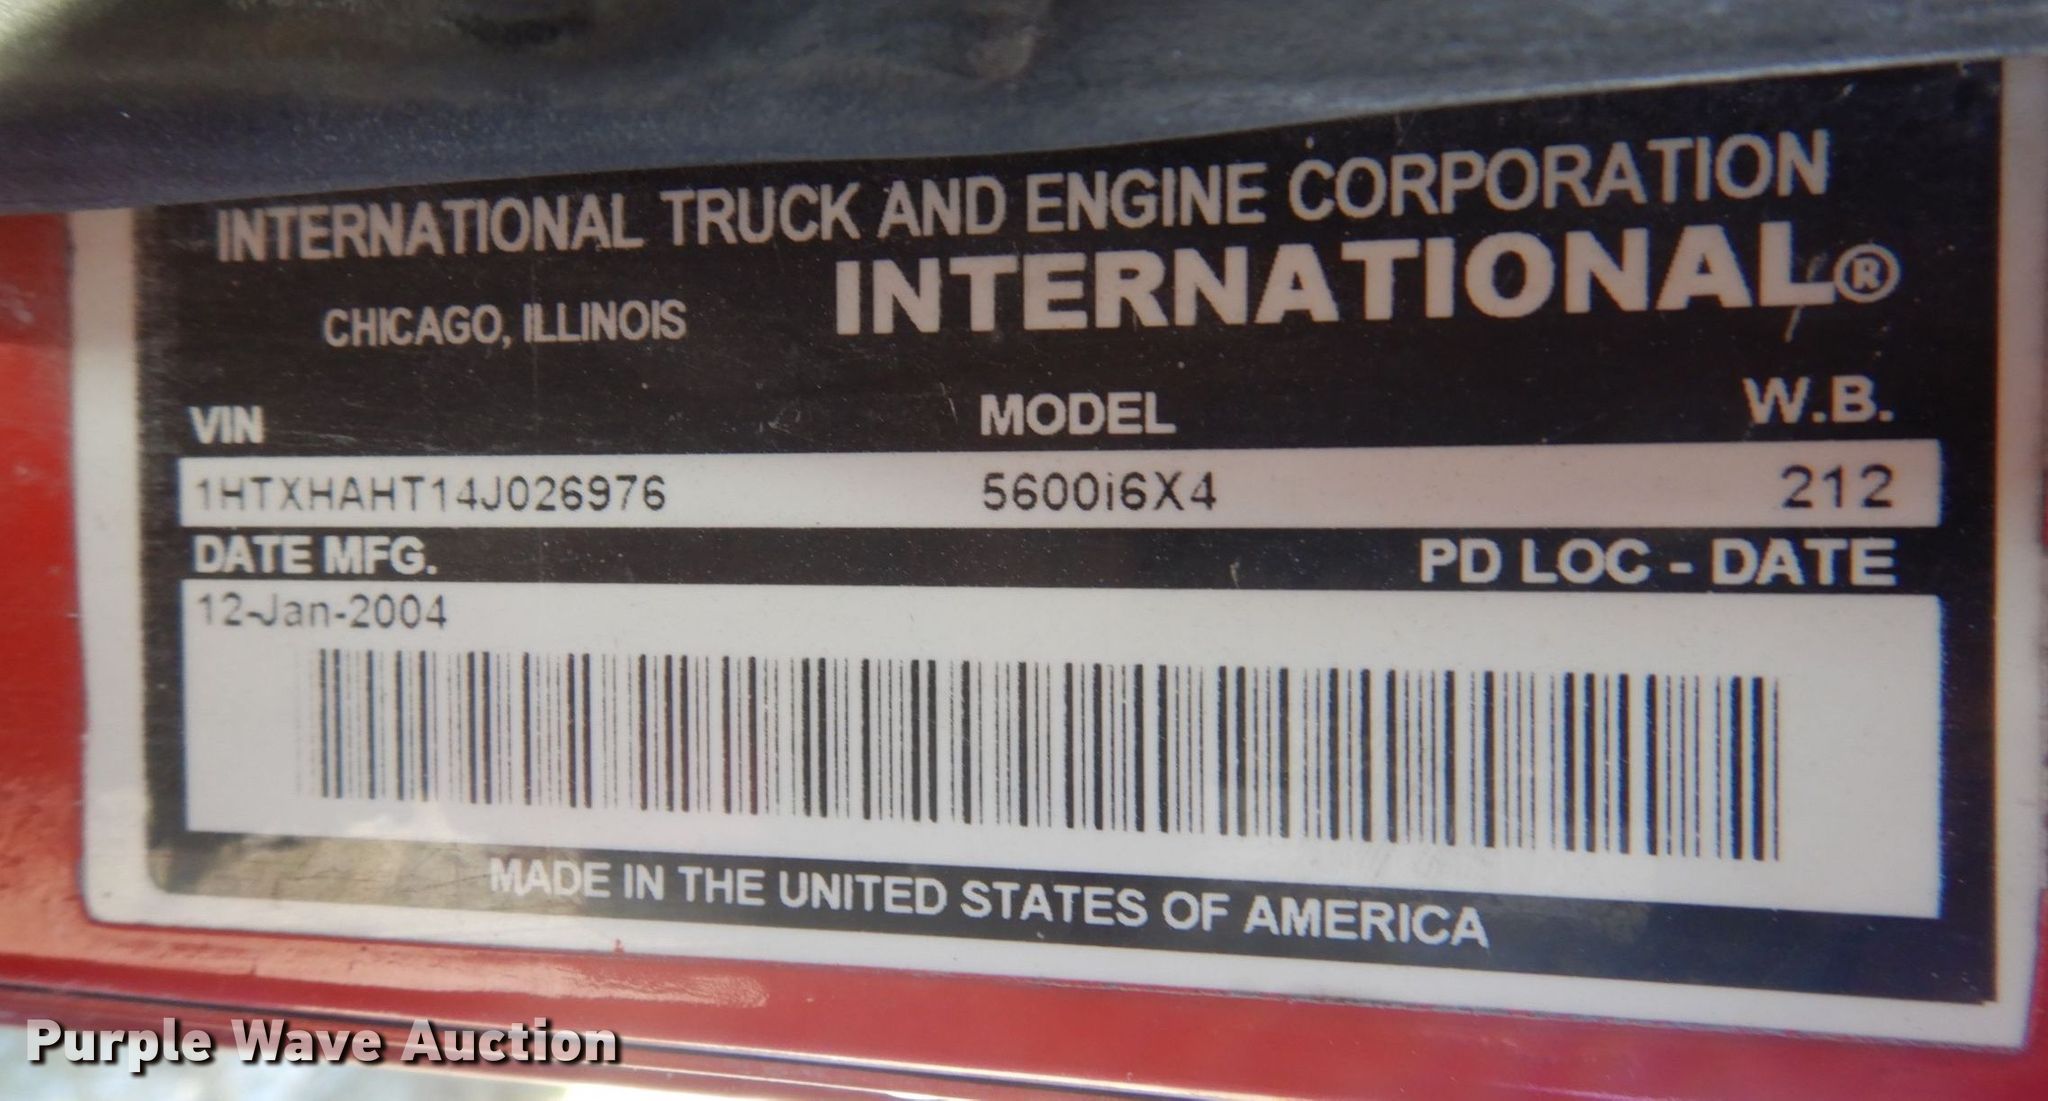 INTERNATIONAL TRUCK AND ENGINE CORPORATION
CHICAGO, ILLINOIS INTERNATIONAL®
VIN MODEL W.B.
1HTXHAHT14J026976 5600i6X4 212
DATE MFG. PD LOC - DATE
12-Jan-2004
MADE IN THE UNITED STATES OF AMERICA
Purple Wave Auction